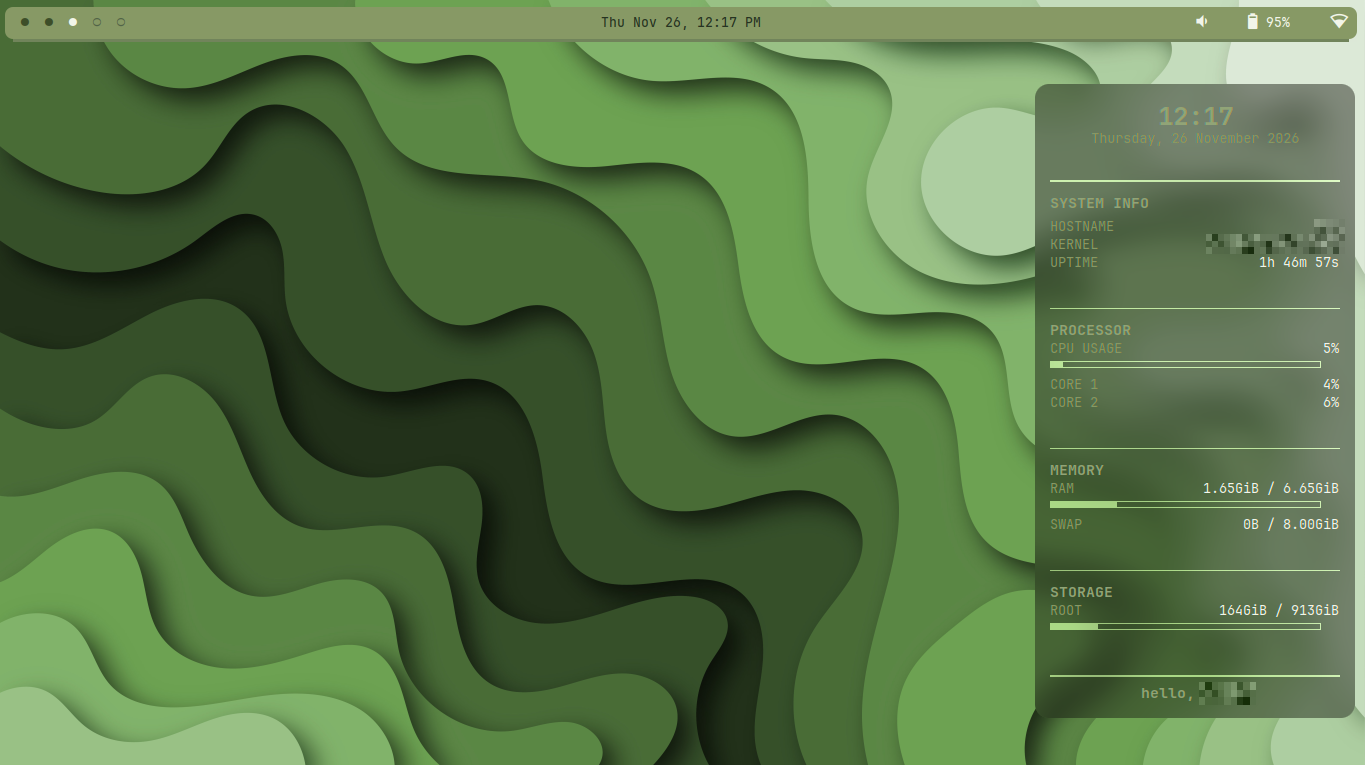 Thu Nov 26, 12:17 PM
95%
12:17
Thursday, 26 November 2026
SYSTEM INFO
HOSTNAME
KERNEL
UPTIME 1h 46m 57s
PROCESSOR
CPU USAGE 5%
CORE 1 4%
CORE 2 6%
MEMORY
RAM 1.65GiB / 6.65GiB
SWAP 0B / 8.00GiB
STORAGE
ROOT 164GiB / 913GiB
hello,